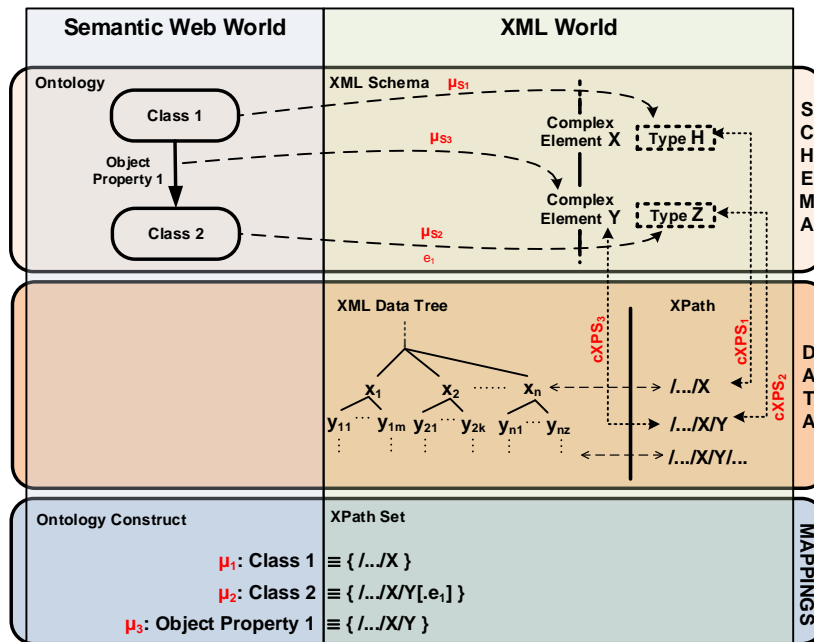 Semantic Web World
XML World
Ontology
XML Schema
μS1
Class 1
Complex
Element X
Type H
Object
Property 1
μS3
Complex
Element Y
Type Z
Class 2
μS2
e1
SCHEMA
XML Data Tree
XPath
cXPS3
cXPS1
cXPS2
x1 x2 ...... xn
/.../X
y11 ... y1m y21 ... y2k yn1 ... ynz
/.../X/Y
/.../X/Y/...
DATA
Ontology Construct
XPath Set
μ1: Class 1 ≡ { /.../X }
μ2: Class 2 ≡ { /.../X/Y[.e1] }
μ3: Object Property 1 ≡ { /.../X/Y }
MAPPINGS